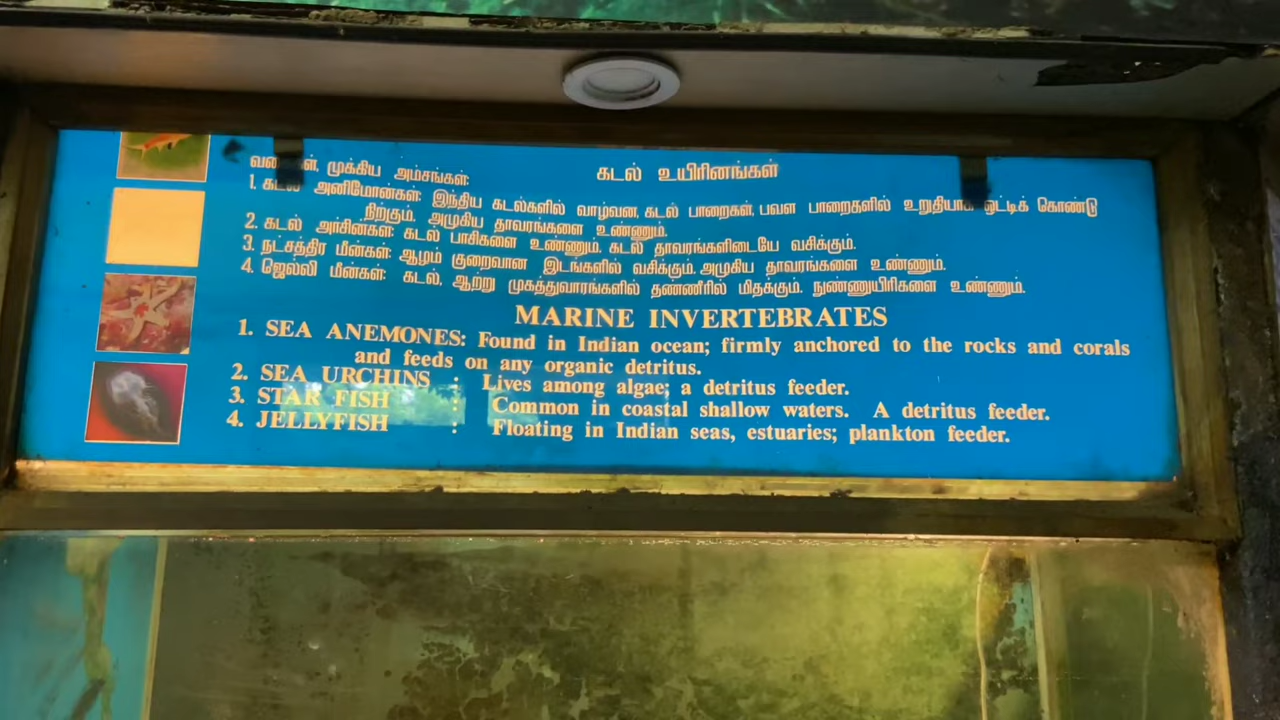 முக்கிய அம்சங்கள்: கடல் உயிரினங்கள்
1. கடல் அனிமோன்கள்: இந்திய கடல்களில் வாழ்வன, கடல் பாறைகள், பவள பாறைகளில் உறுதியாக ஒட்டிக் கொண்டு
நிற்கும். அழுகிய தாவரங்களை உண்ணும்.
2. கடல் அர்சின்கள்: கடல் பாசிகளை உண்ணும். கடல் தாவரங்களிடையே வசிக்கும்.
3. நட்சத்திர மீன்கள்: ஆழம் குறைவான இடங்களில் வசிக்கும். அழுகிய தாவரங்களை உண்ணும்.
4. ஜெல்லி மீன்கள்: கடல், ஆற்று முகத்துவாரங்களில் தண்ணீரில் மிதக்கும். நுண்ணுயிரிகளை உண்ணும்.
MARINE INVERTEBRATES
1. SEA ANEMONES: Found in Indian ocean; firmly anchored to the rocks and corals
and feeds on any organic detritus.
2. SEA URCHINS : Lives among algae; a detritus feeder.
3. STAR FISH : Common in coastal shallow waters. A detritus feeder.
4. JELLYFISH : Floating in Indian seas, estuaries; plankton feeder.